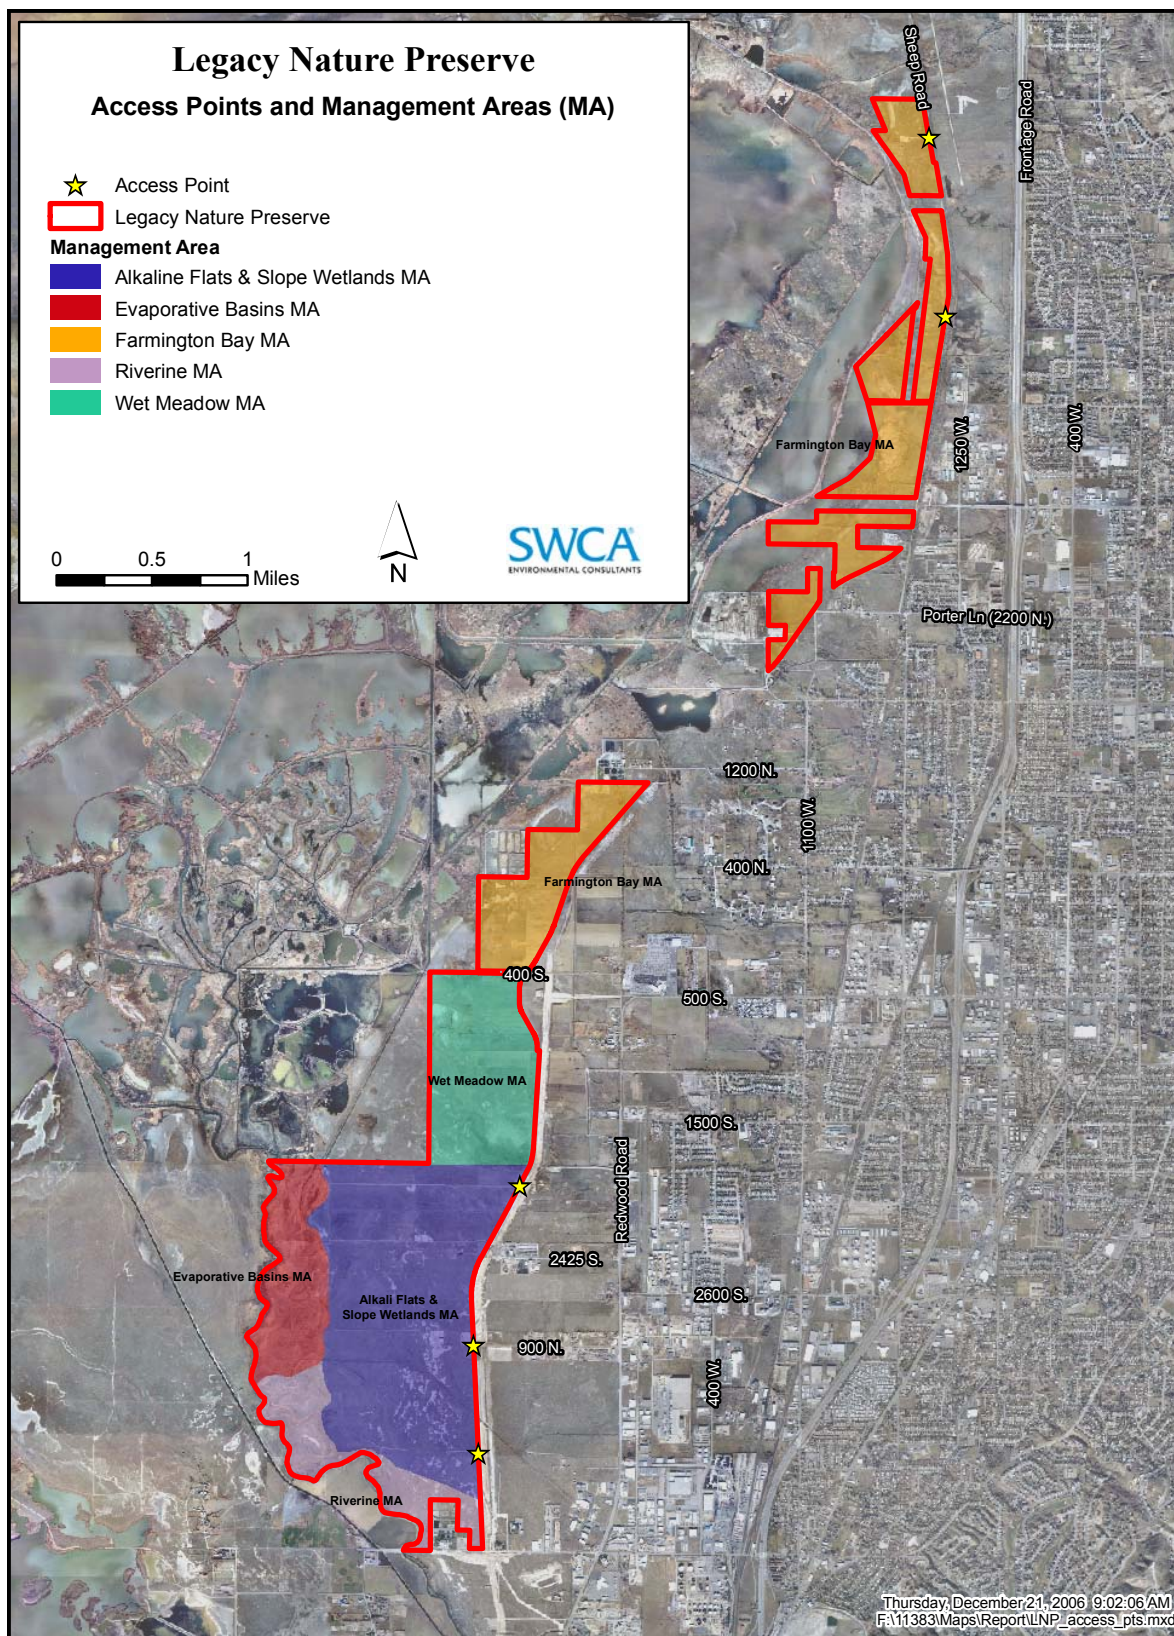 Legacy Nature Preserve
Access Points and Management Areas (MA)
Access Point
Legacy Nature Preserve
Management Area
Alkaline Flats & Slope Wetlands MA
Evaporative Basins MA
Farmington Bay MA
Riverine MA
Wet Meadow MA
0 0.5 1
Miles
N
SWCA
ENVIRONMENTAL CONSULTANTS
Sheep Road
Frontage Road
1250 W.
400 W.
Farmington Bay MA
Porter Ln (2200 N.)
1200 N.
1100 W.
400 N.
Farmington Bay MA
400 S.
500 S.
Wet Meadow MA
1500 S.
Redwood Road
2425 S.
Evaporative Basins MA
2600 S.
Alkali Flats &
Slope Wetlands MA
900 N.
400 W.
Riverine MA
Thursday, December 21, 2006 9:02:06 AM
F:\11383\Maps\Report\LNP_access_pts.mxd